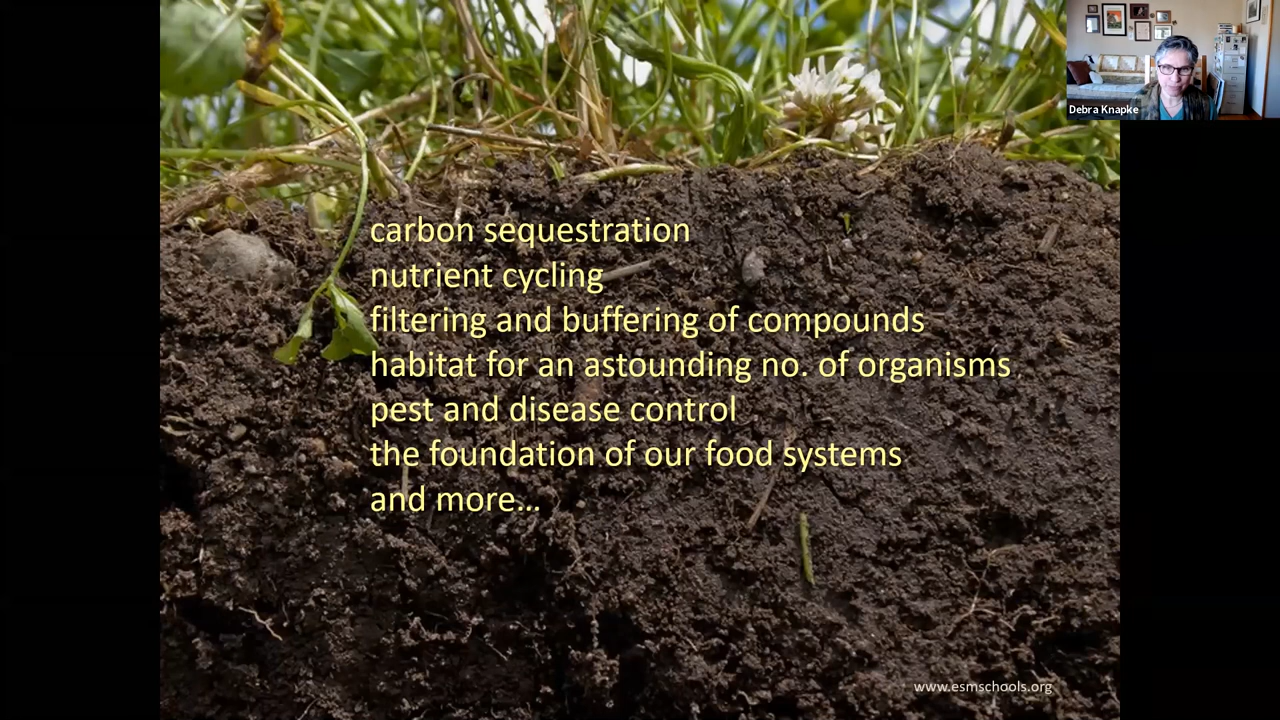 Debra Knapke
carbon sequestration
nutrient cycling
filtering and buffering of compounds
habitat for an astounding no. of organisms
pest and disease control
the foundation of our food systems
and more...
www.esmschools.org